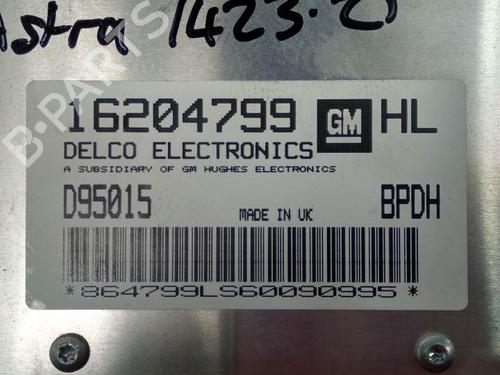 Astra 1423.21
16204799 GM HL
DELCO ELECTRONICS
A SUBSIDIARY OF GM HUGHES ELECTRONICS
D95015 MADE IN UK BPDH
*864799LS60090995*
B-PARTS